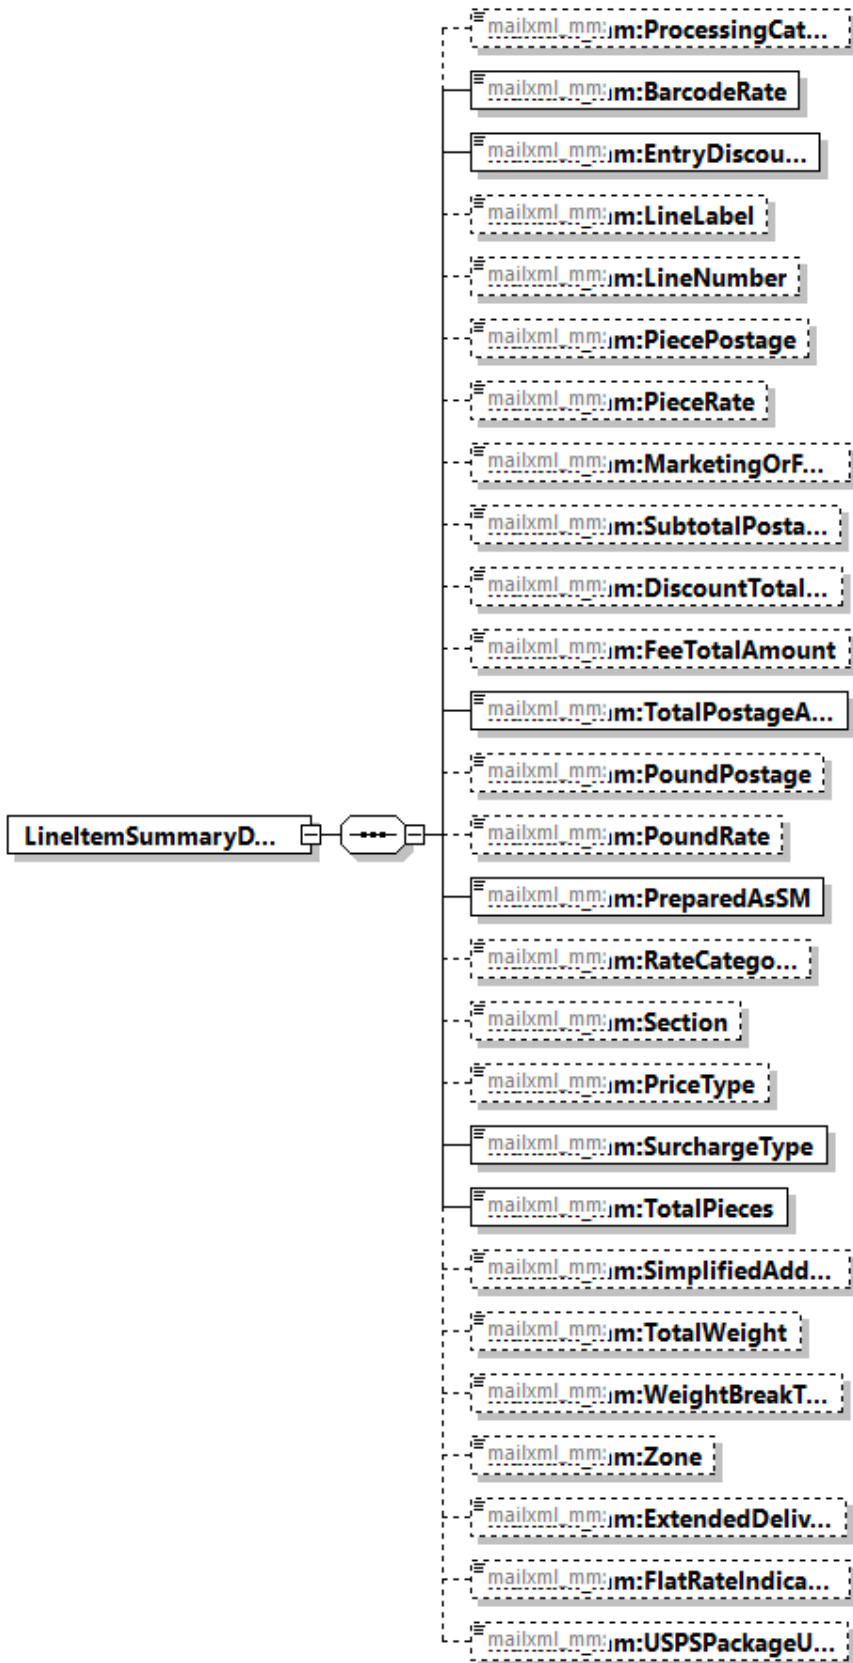 mailxml_mm:m:ProcessingCat...
mailxml_mm:m:BarcodeRate
mailxml_mm:m:EntryDiscou...
mailxml_mm:m:LineLabel
mailxml_mm:m:LineNumber
mailxml_mm:m:PiecePostage
mailxml_mm:m:PieceRate
mailxml_mm:m:MarketingOrF...
mailxml_mm:m:SubtotalPosta...
mailxml_mm:m:DiscountTotal...
mailxml_mm:m:FeeTotalAmount
mailxml_mm:m:TotalPostageA...
mailxml_mm:m:PoundPostage
LineItemSummaryD...
mailxml_mm:m:PoundRate
mailxml_mm:m:PreparedAsSM
mailxml_mm:m:RateCatego...
mailxml_mm:m:Section
mailxml_mm:m:PriceType
mailxml_mm:m:SurchargeType
mailxml_mm:m:TotalPieces
mailxml_mm:m:SimplifiedAdd...
mailxml_mm:m:TotalWeight
mailxml_mm:m:WeightBreakT...
mailxml_mm:m:Zone
mailxml_mm:m:ExtendedDeliv...
mailxml_mm:m:FlatRateIndica...
mailxml_mm:m:USPSPackageU...